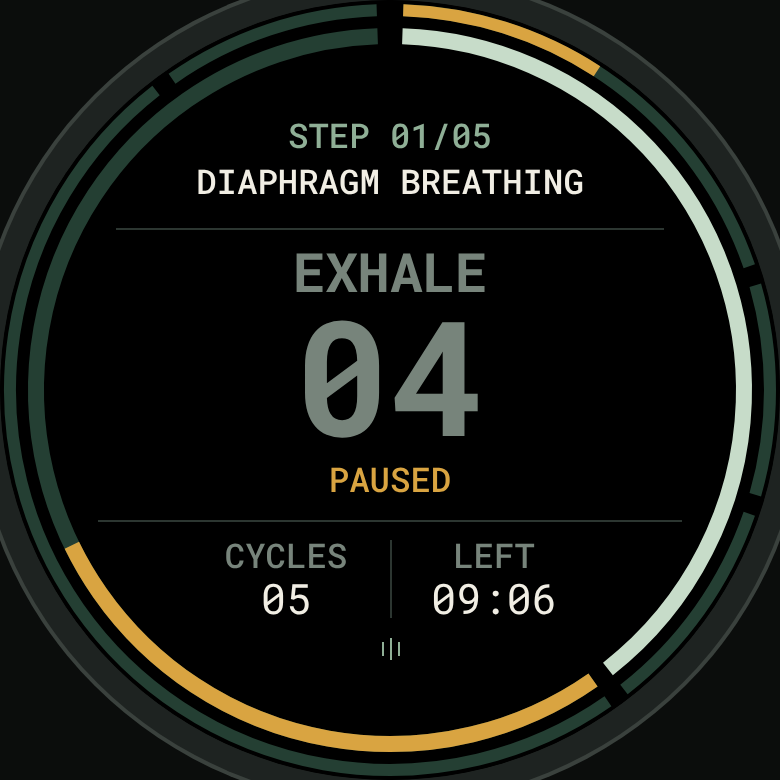 STEP 01/05
DIAPHRAGM BREATHING
EXHALE
04
PAUSED
CYCLES
05
LEFT
09:06